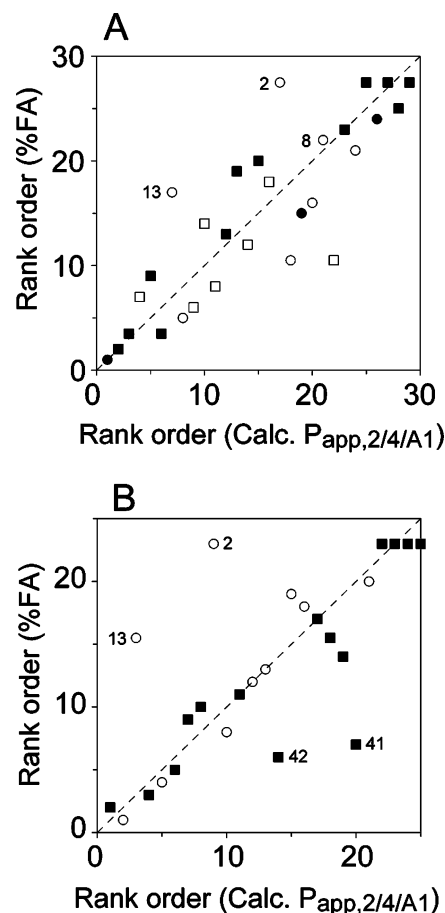 A
30
20
10
0
Rank order (%FA)
2
8
13
0 10 20 30
Rank order (Calc. Papp,2/4/A1)
B
20
10
0
Rank order (%FA)
2
13
42
41
0 10 20
Rank order (Calc. Papp,2/4/A1)